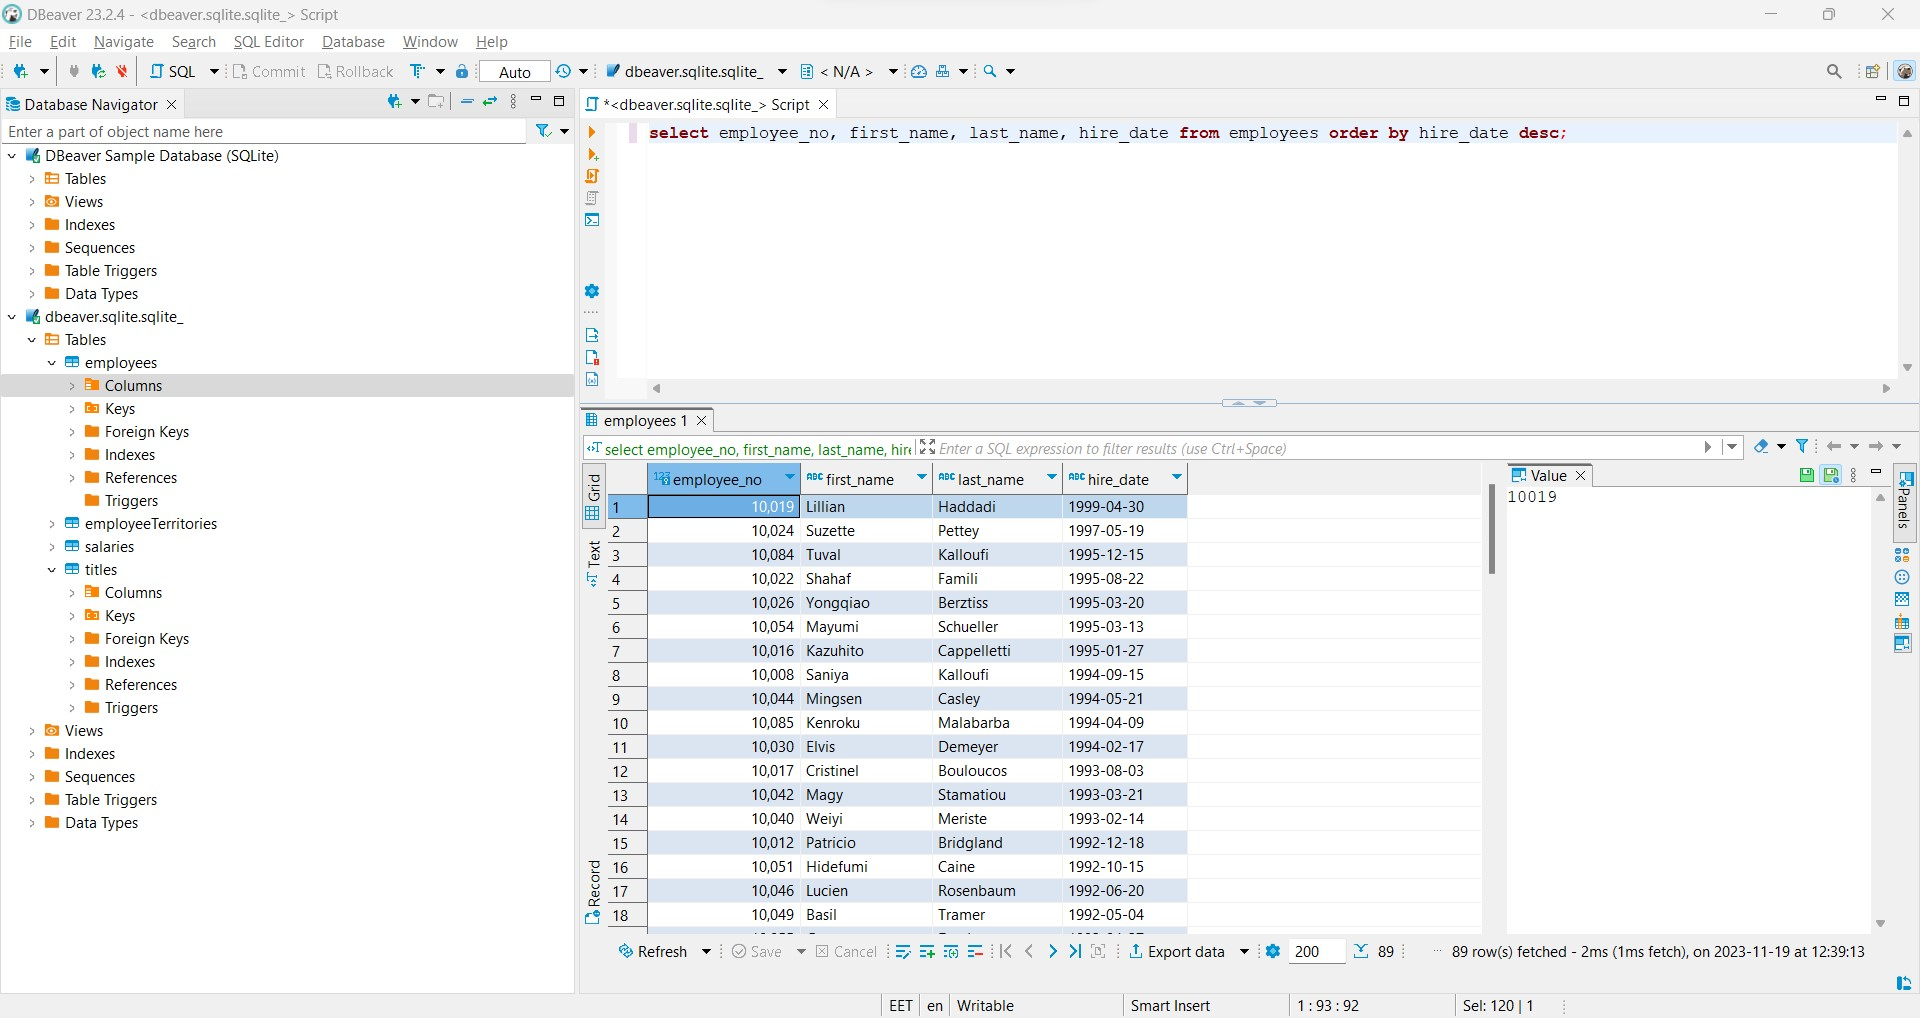 DBeaver 23.2.4 - <dbeaver.sqlite.sqlite_> Script
File Edit Navigate Search SQL Editor Database Window Help
SQL Commit Rollback Auto dbeaver.sqlite.sqlite_ < N/A >
Database Navigator
Enter a part of object name here
DBeaver Sample Database (SQLite)
Tables
Views
Indexes
Sequences
Table Triggers
Data Types
dbeaver.sqlite.sqlite_
Tables
employees
Columns
Keys
Foreign Keys
Indexes
References
Triggers
employeeTerritories
salaries
titles
Columns
Keys
Foreign Keys
Indexes
References
Triggers
Views
Indexes
Sequences
Table Triggers
Data Types
*<dbeaver.sqlite.sqlite_> Script
select employee_no, first_name, last_name, hire_date from employees order by hire_date desc;
employees 1
select employee_no, first_name, last_name, hire Enter a SQL expression to filter results (use Ctrl+Space)
Grid
Text
Record
123 employee_no ABC first_name ABC last_name ABC hire_date
1 10,019 Lillian Haddadi 1999-04-30
2 10,024 Suzette Pettey 1997-05-19
3 10,084 Tuval Kalloufi 1995-12-15
4 10,022 Shahaf Famili 1995-08-22
5 10,026 Yongqiao Berztiss 1995-03-20
6 10,054 Mayumi Schueller 1995-03-13
7 10,016 Kazuhito Cappelletti 1995-01-27
8 10,008 Saniya Kalloufi 1994-09-15
9 10,044 Mingsen Casley 1994-05-21
10 10,085 Kenroku Malabarba 1994-04-09
11 10,030 Elvis Demeyer 1994-02-17
12 10,017 Cristinel Bouloucos 1993-08-03
13 10,042 Magy Stamatiou 1993-03-21
14 10,040 Weiyi Meriste 1993-02-14
15 10,012 Patricio Bridgland 1992-12-18
16 10,051 Hidefumi Caine 1992-10-15
17 10,046 Lucien Rosenbaum 1992-06-20
18 10,049 Basil Tramer 1992-05-04
Value
10019
Panels
Refresh Save Cancel Export data 200 89 89 row(s) fetched - 2ms (1ms fetch), on 2023-11-19 at 12:39:13
EET en Writable Smart Insert 1 : 93 : 92 Sel: 120 | 1